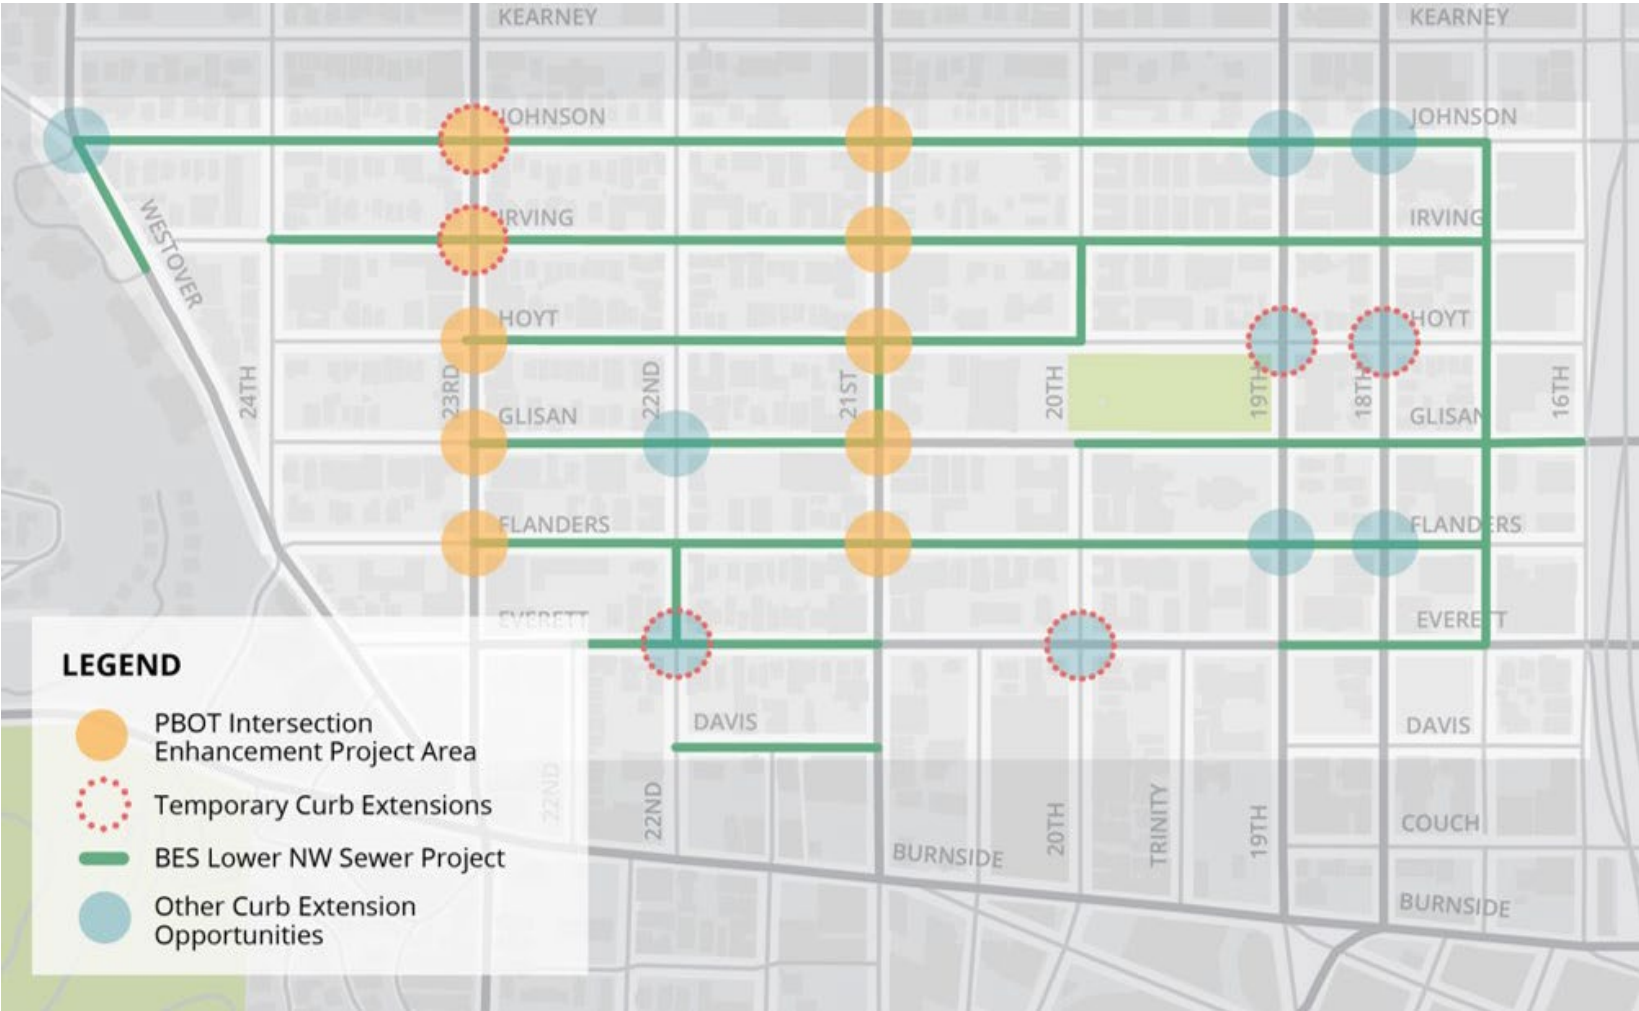 KEARNEY
KEARNEY
JOHNSON
JOHNSON
WESTOVER
IRVING
IRVING
HOYT
HOYT
24TH
23RD
22ND
21ST
20TH
19TH
18TH
16TH
GLISAN
GLISAN
FLANDERS
FLANDERS
EVERETT
EVERETT
LEGEND
PBOT Intersection
Enhancement Project Area
Temporary Curb Extensions
BES Lower NW Sewer Project
Other Curb Extension
Opportunities
DAVIS
DAVIS
22ND
22ND
20TH
TRINITY
19TH
COUCH
BURNSIDE
BURNSIDE